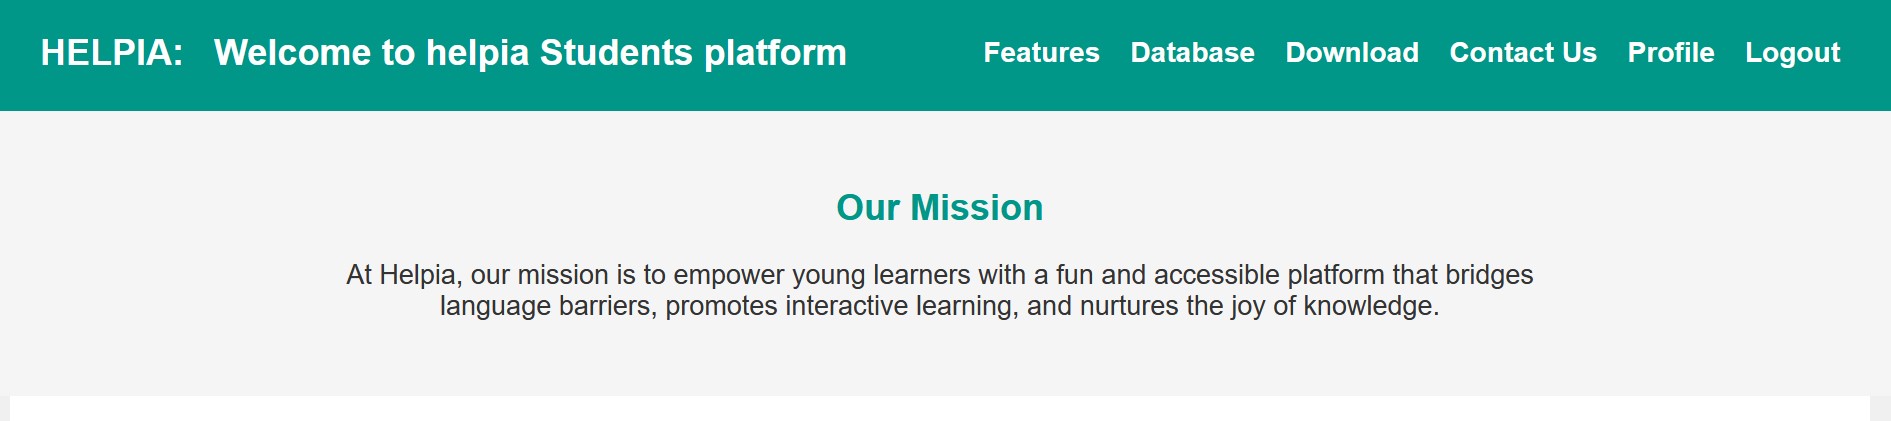 HELPIA: Welcome to helpia Students platform Features Database Download Contact Us Profile Logout
Our Mission
At Helpia, our mission is to empower young learners with a fun and accessible platform that bridges
language barriers, promotes interactive learning, and nurtures the joy of knowledge.